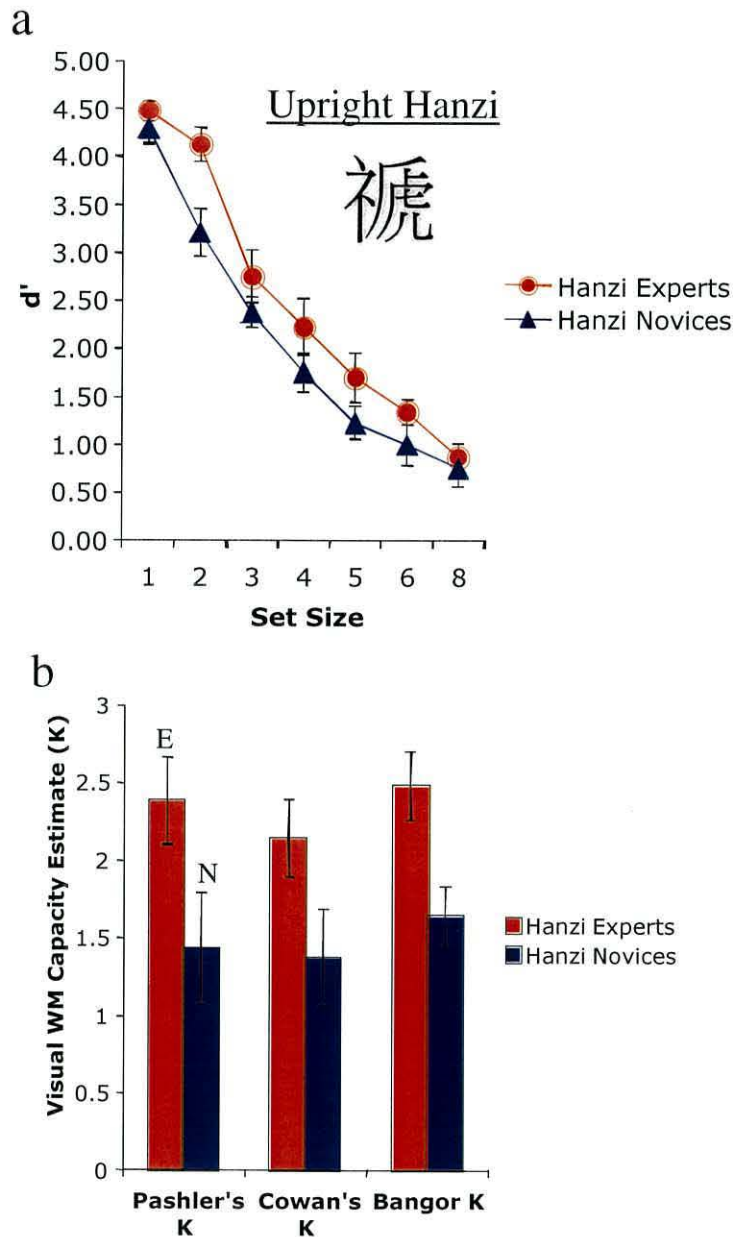 a
5.00
4.50
4.00
3.50
3.00
2.50
2.00
1.50
1.00
0.50
0.00
d'
Upright Hanzi
禠
Hanzi Experts
Hanzi Novices
1 2 3 4 5 6 8
Set Size
b
3
2.5
2
1.5
1
0.5
0
Visual WM Capacity Estimate (K)
E
N
Hanzi Experts
Hanzi Novices
Pashler's Cowan's Bangor K
K K